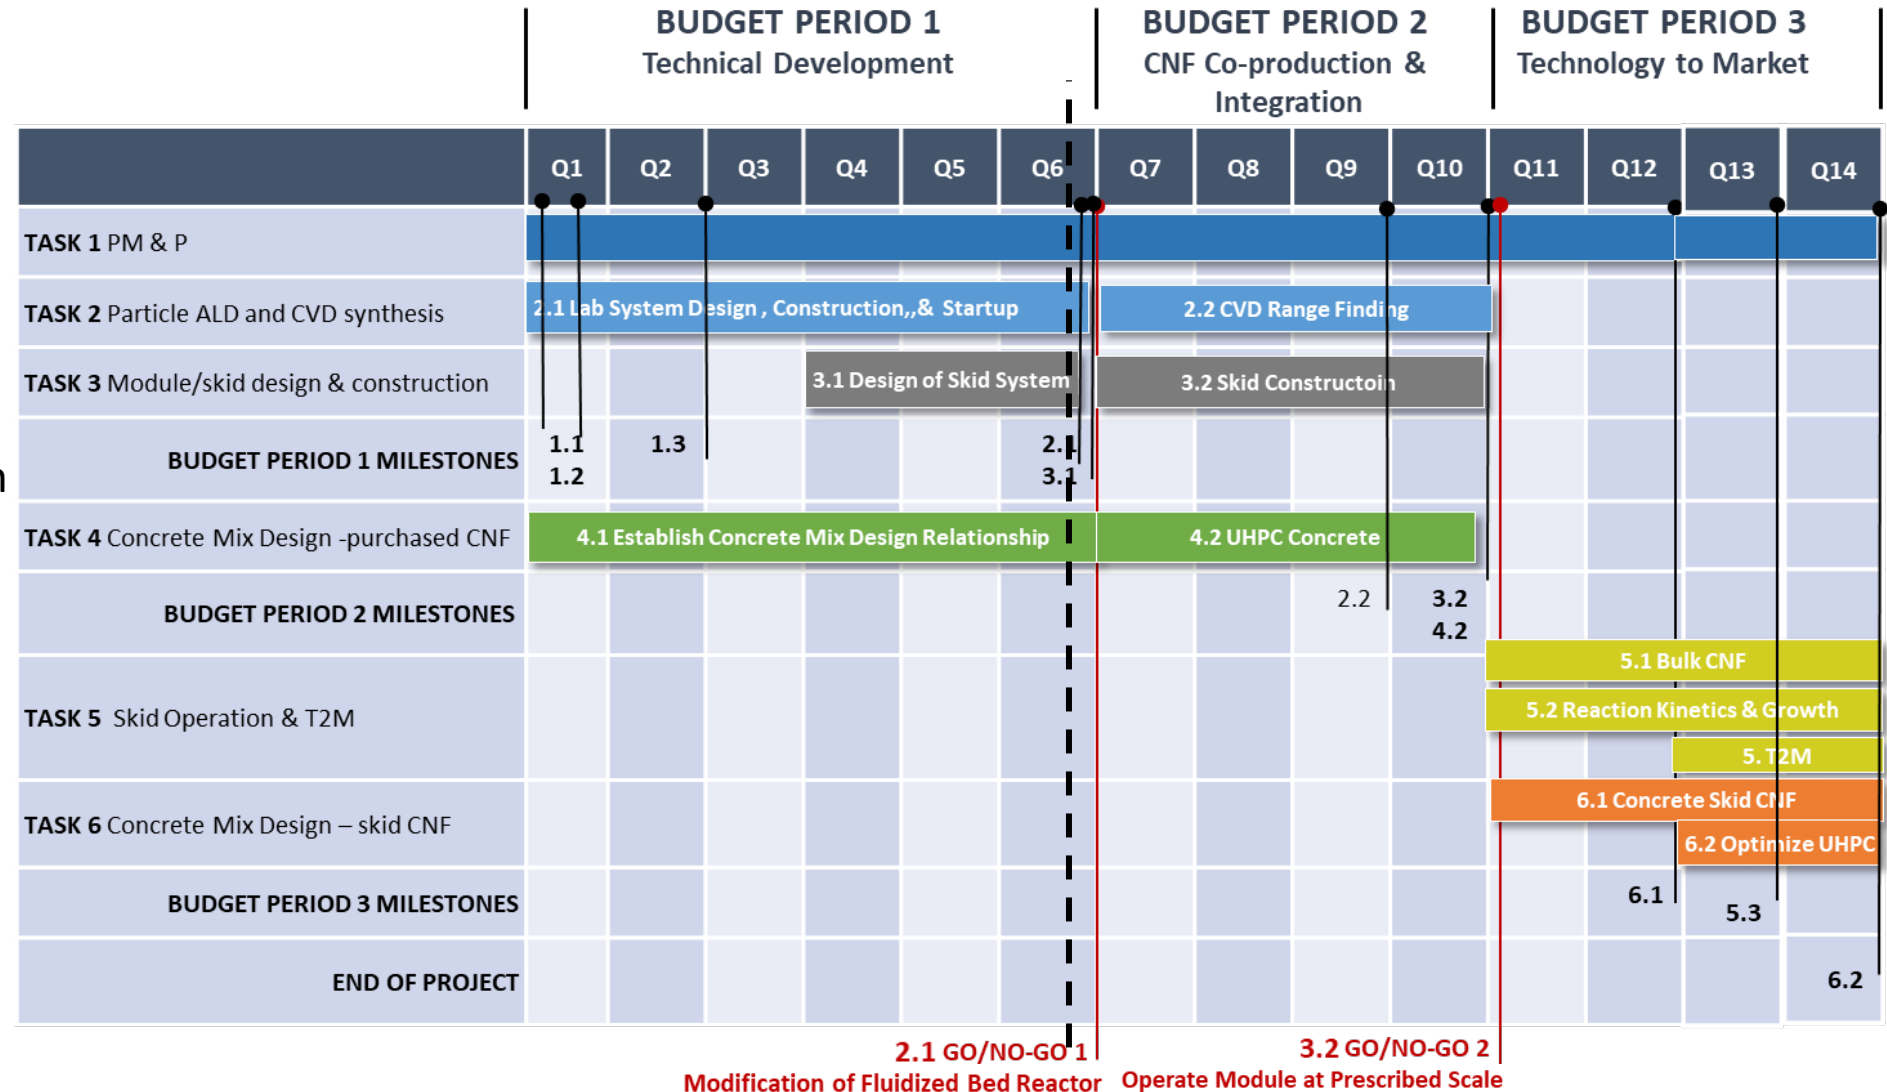 BUDGET PERIOD 1
Technical Development
BUDGET PERIOD 2
CNF Co-production &
Integration
BUDGET PERIOD 3
Technology to Market
Q1 Q2 Q3 Q4 Q5 Q6 Q7 Q8 Q9 Q10 Q11 Q12 Q13 Q14
TASK 1 PM & P
TASK 2 Particle ALD and CVD synthesis
2.1 Lab System Design , Construction,,& Startup
2.2 CVD Range Finding
TASK 3 Module/skid design & construction
3.1 Design of Skid System
3.2 Skid Constructoin
n
BUDGET PERIOD 1 MILESTONES
1.1
1.2
1.3
2.1
3.1
TASK 4 Concrete Mix Design -purchased CNF
4.1 Establish Concrete Mix Design Relationship
4.2 UHPC Concrete
BUDGET PERIOD 2 MILESTONES
2.2
3.2
4.2
TASK 5 Skid Operation & T2M
5.1 Bulk CNF
5.2 Reaction Kinetics & Growth
5. T2M
TASK 6 Concrete Mix Design – skid CNF
6.1 Concrete Skid CNF
6.2 Optimize UHPC
BUDGET PERIOD 3 MILESTONES
6.1
5.3
END OF PROJECT
6.2
2.1 GO/NO-GO 1
Modification of Fluidized Bed Reactor
3.2 GO/NO-GO 2
Operate Module at Prescribed Scale